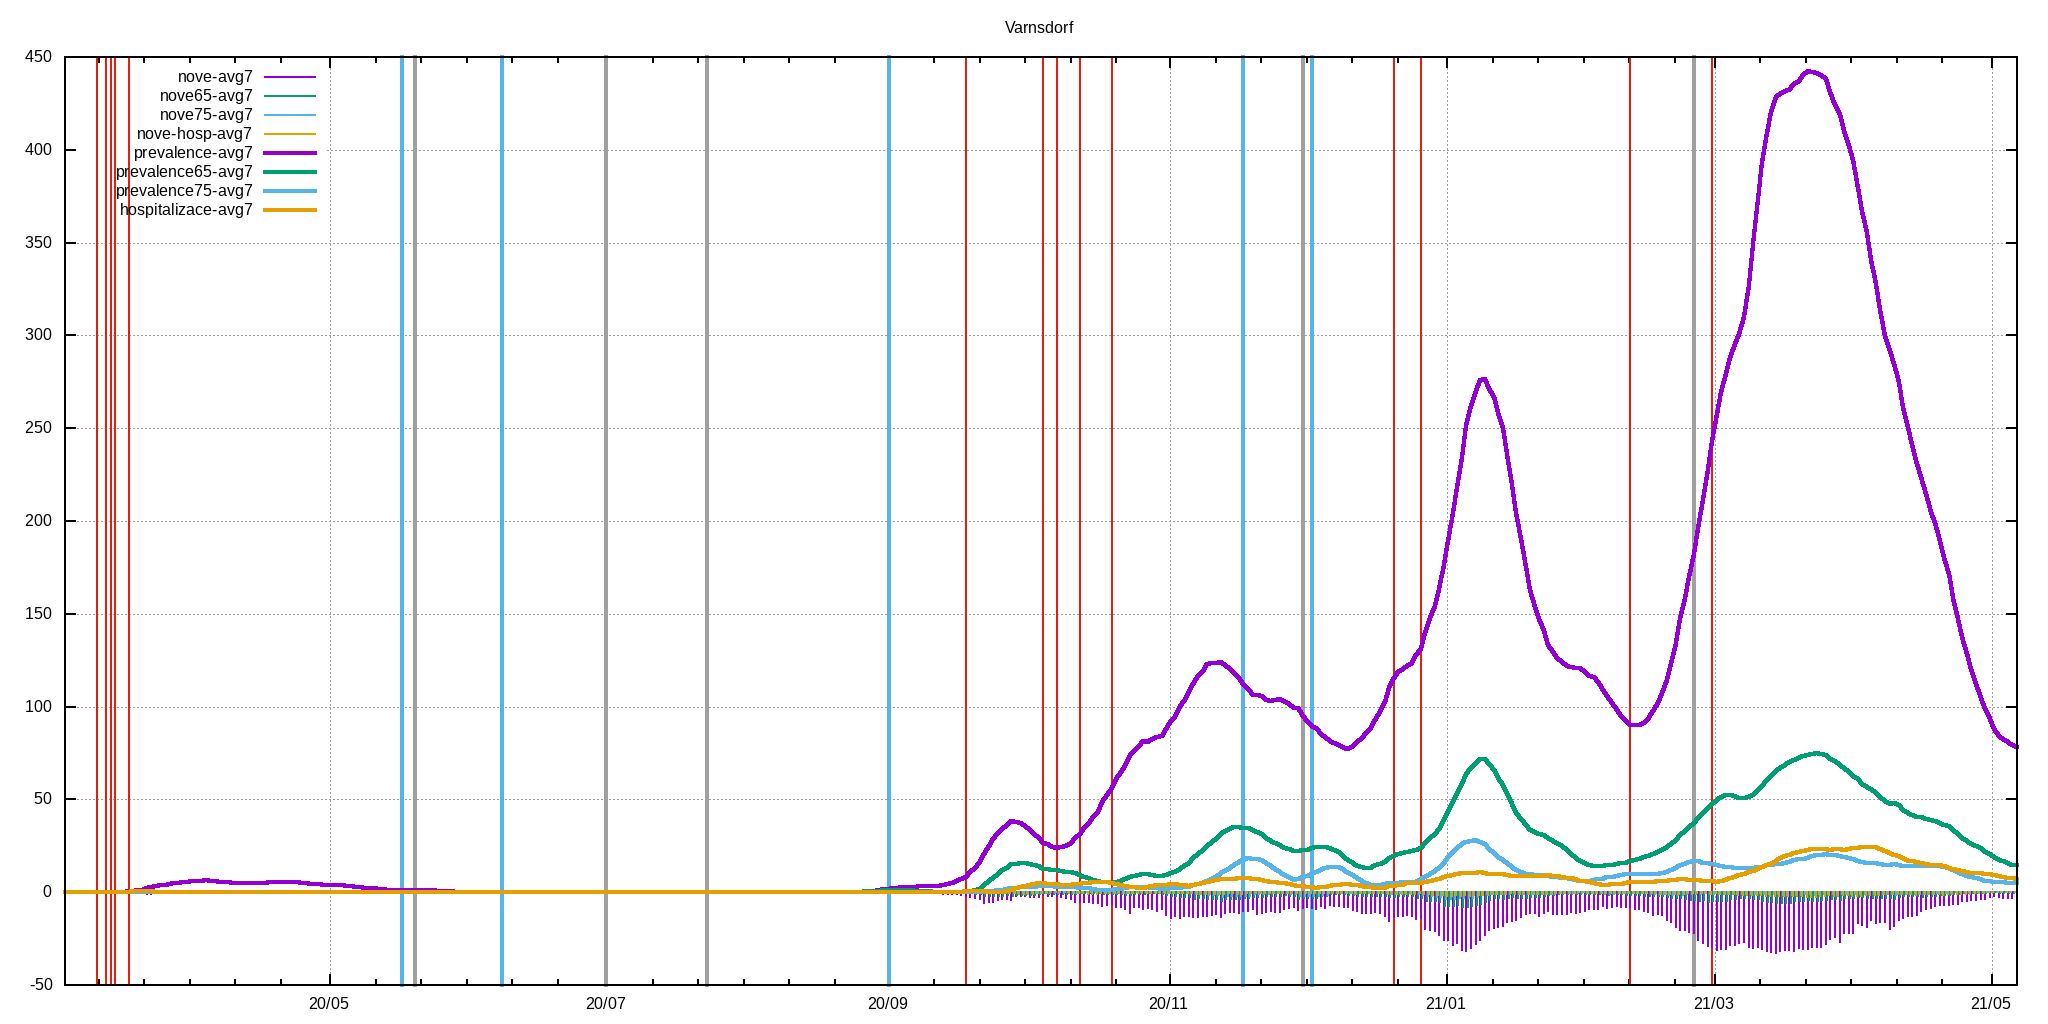 Varnsdorf
450
400
350
300
250
200
150
100
50
0
-50
nove-avg7
nove65-avg7
nove75-avg7
nove-hosp-avg7
prevalence-avg7
prevalence65-avg7
prevalence75-avg7
hospitalizace-avg7
20/05
20/07
20/09
20/11
21/01
21/03
21/05